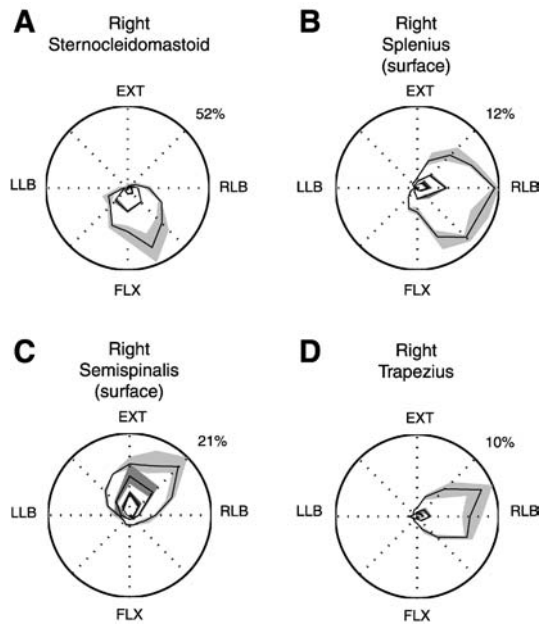 A
Right
Sternocleidomastoid
EXT
52%
LLB
RLB
FLX
B
Right
Splenius
(surface)
EXT
12%
LLB
RLB
FLX
C
Right
Semispinalis
(surface)
EXT
21%
LLB
RLB
FLX
D
Right
Trapezius
EXT
10%
LLB
RLB
FLX